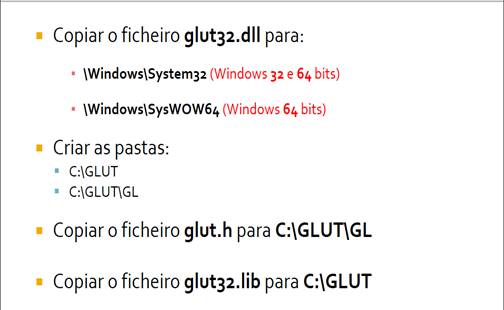 Copiar o ficheiro glut32.dll para:
\Windows\System32 (Windows 32 e 64 bits)
\Windows\SysWOW64 (Windows 64 bits)
Criar as pastas:
C:\GLUT
C:\GLUT\GL
Copiar o ficheiro glut.h para C:\GLUT\GL
Copiar o ficheiro glut32.lib para C:\GLUT